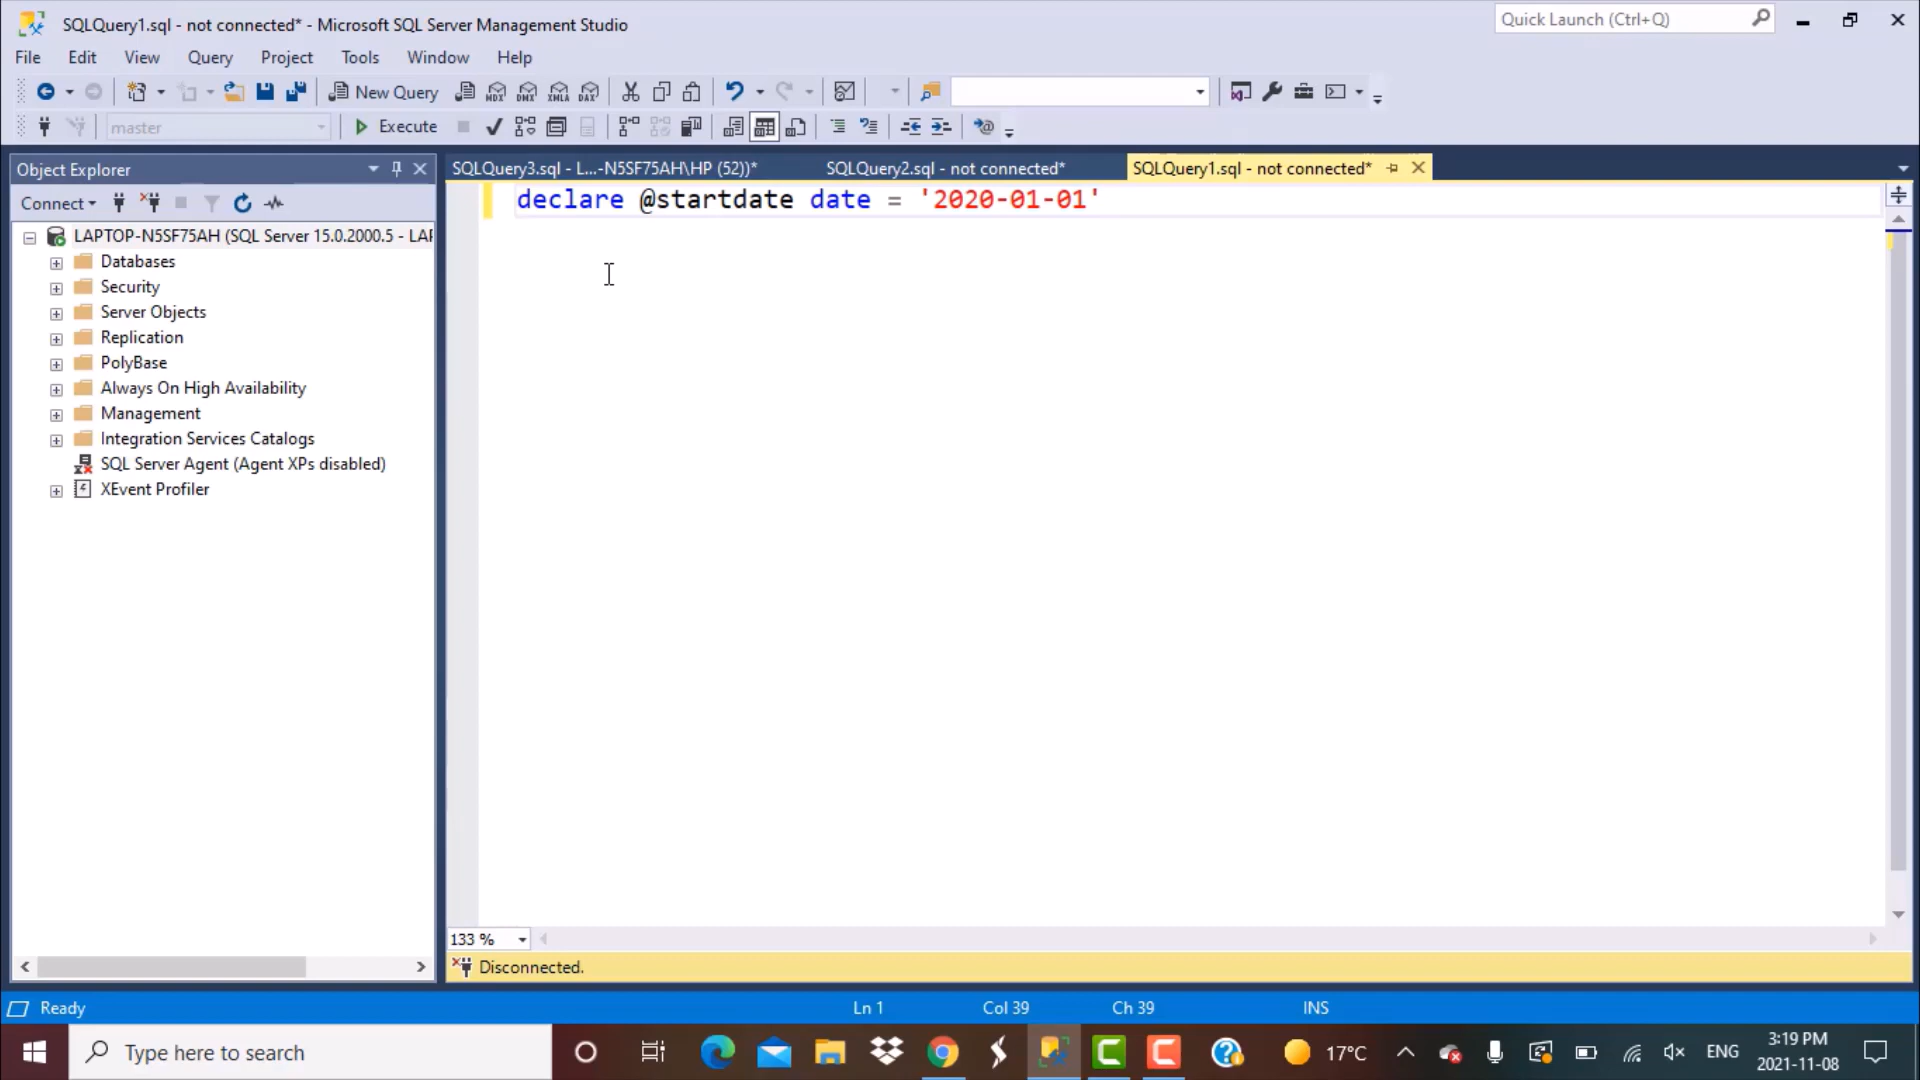 SQLQuery1.sql - not connected* - Microsoft SQL Server Management Studio
Quick Launch (Ctrl+Q)
File Edit View Query Project Tools Window Help
New Query MDX DMX XMLA DAX
master Execute
Object Explorer
SQLQuery3.sql - L...-N5SF75AH\HP (52))* SQLQuery2.sql - not connected* SQLQuery1.sql - not connected*
Connect
declare @startdate date = '2020-01-01'
LAPTOP-N5SF75AH (SQL Server 15.0.2000.5 - LAP
Databases
Security
Server Objects
Replication
PolyBase
Always On High Availability
Management
Integration Services Catalogs
SQL Server Agent (Agent XPs disabled)
XEvent Profiler
133 %
Disconnected.
Ready Ln 1 Col 39 Ch 39 INS
Type here to search
17°C
ENG
3:19 PM
2021-11-08